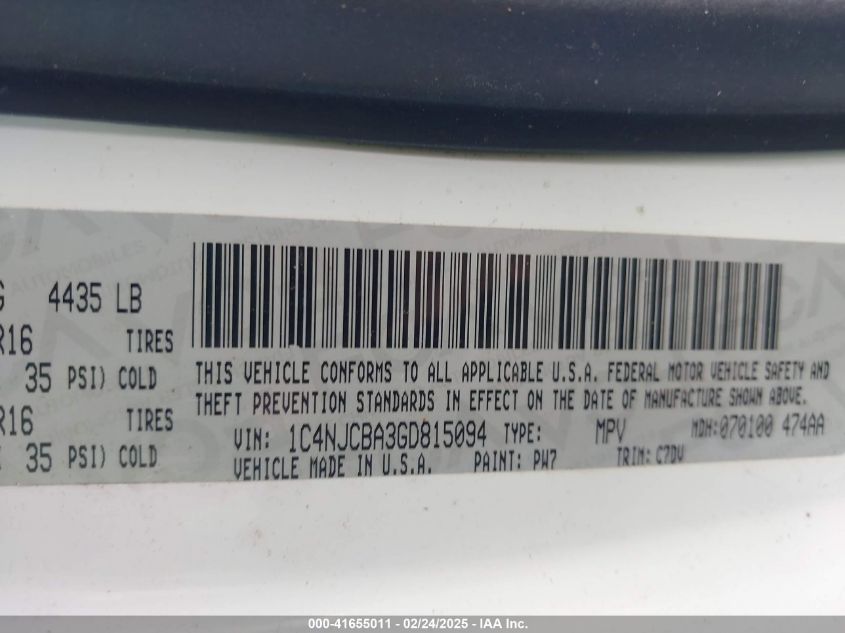 G 4435 LB
R16 TIRES
35 PSI) COLD
R16 TIRES
35 PSI) COLD
THIS VEHICLE CONFORMS TO ALL APPLICABLE U.S.A. FEDERAL MOTOR VEHICLE SAFETY AND
THEFT PREVENTION STANDARDS IN EFFECT ON THE DATE OF MANUFACTURE SHOWN ABOVE.
VIN: 1C4NJCBA3GD815094 TYPE: MPV MDH:070100 474AA
VEHICLE MADE IN U.S.A. PAINT: PW7 TRIM: C7DV
000-41655011 - 02/24/2025 - IAA Inc.